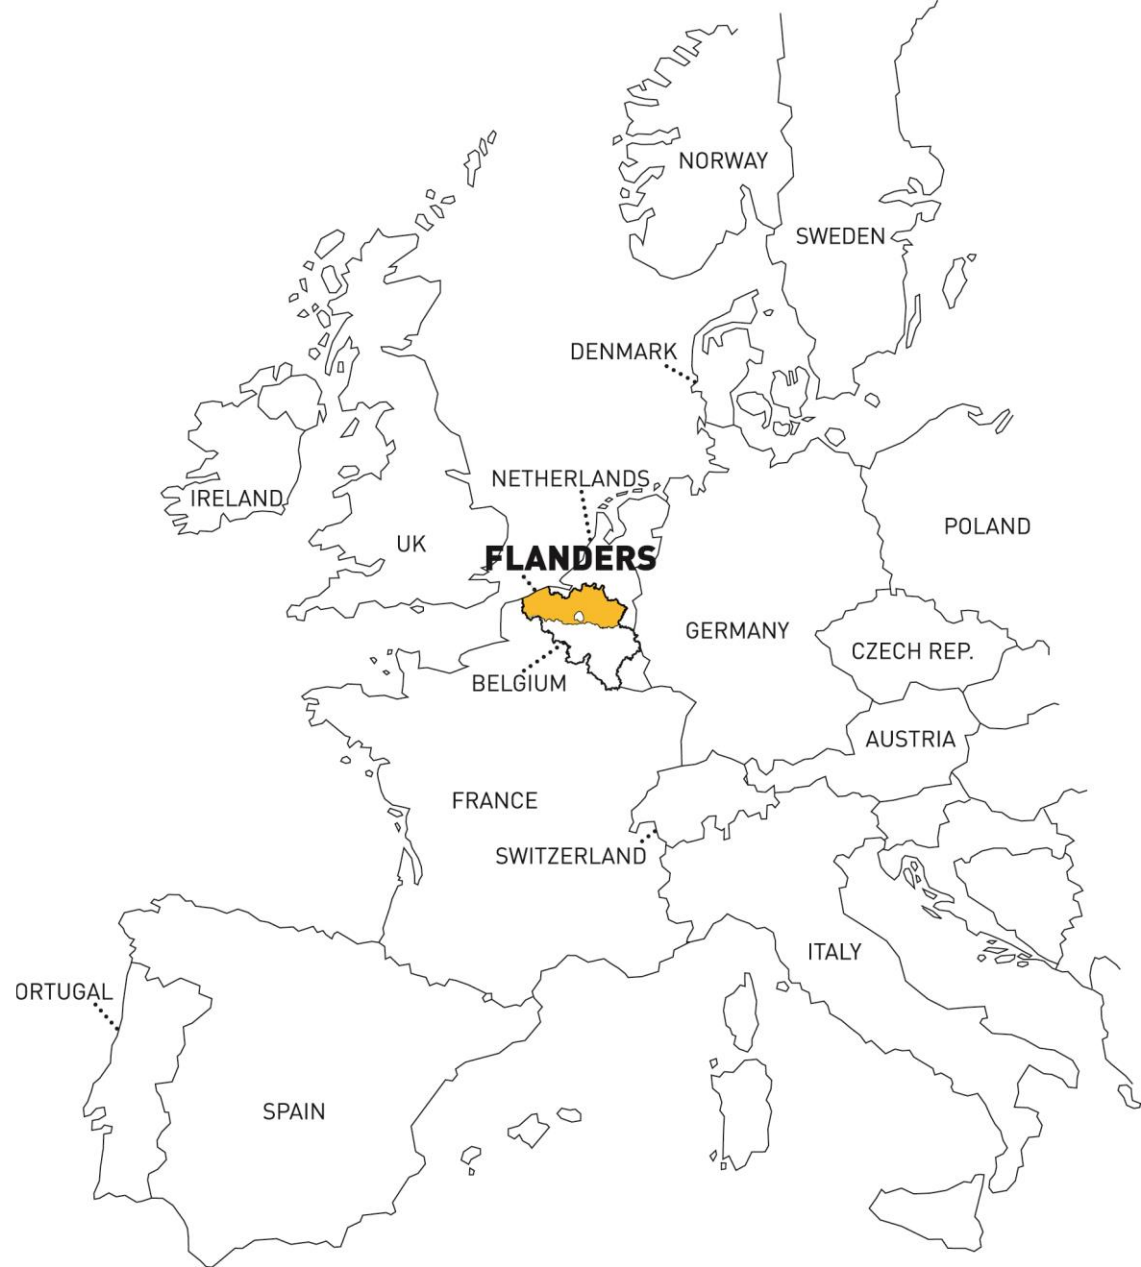 NORWAY
SWEDEN
DENMARK
NETHERLANDS
IRELAND
POLAND
UK
FLANDERS
GERMANY
CZECH REP.
BELGIUM
AUSTRIA
FRANCE
SWITZERLAND
ITALY
ORTUGAL
SPAIN